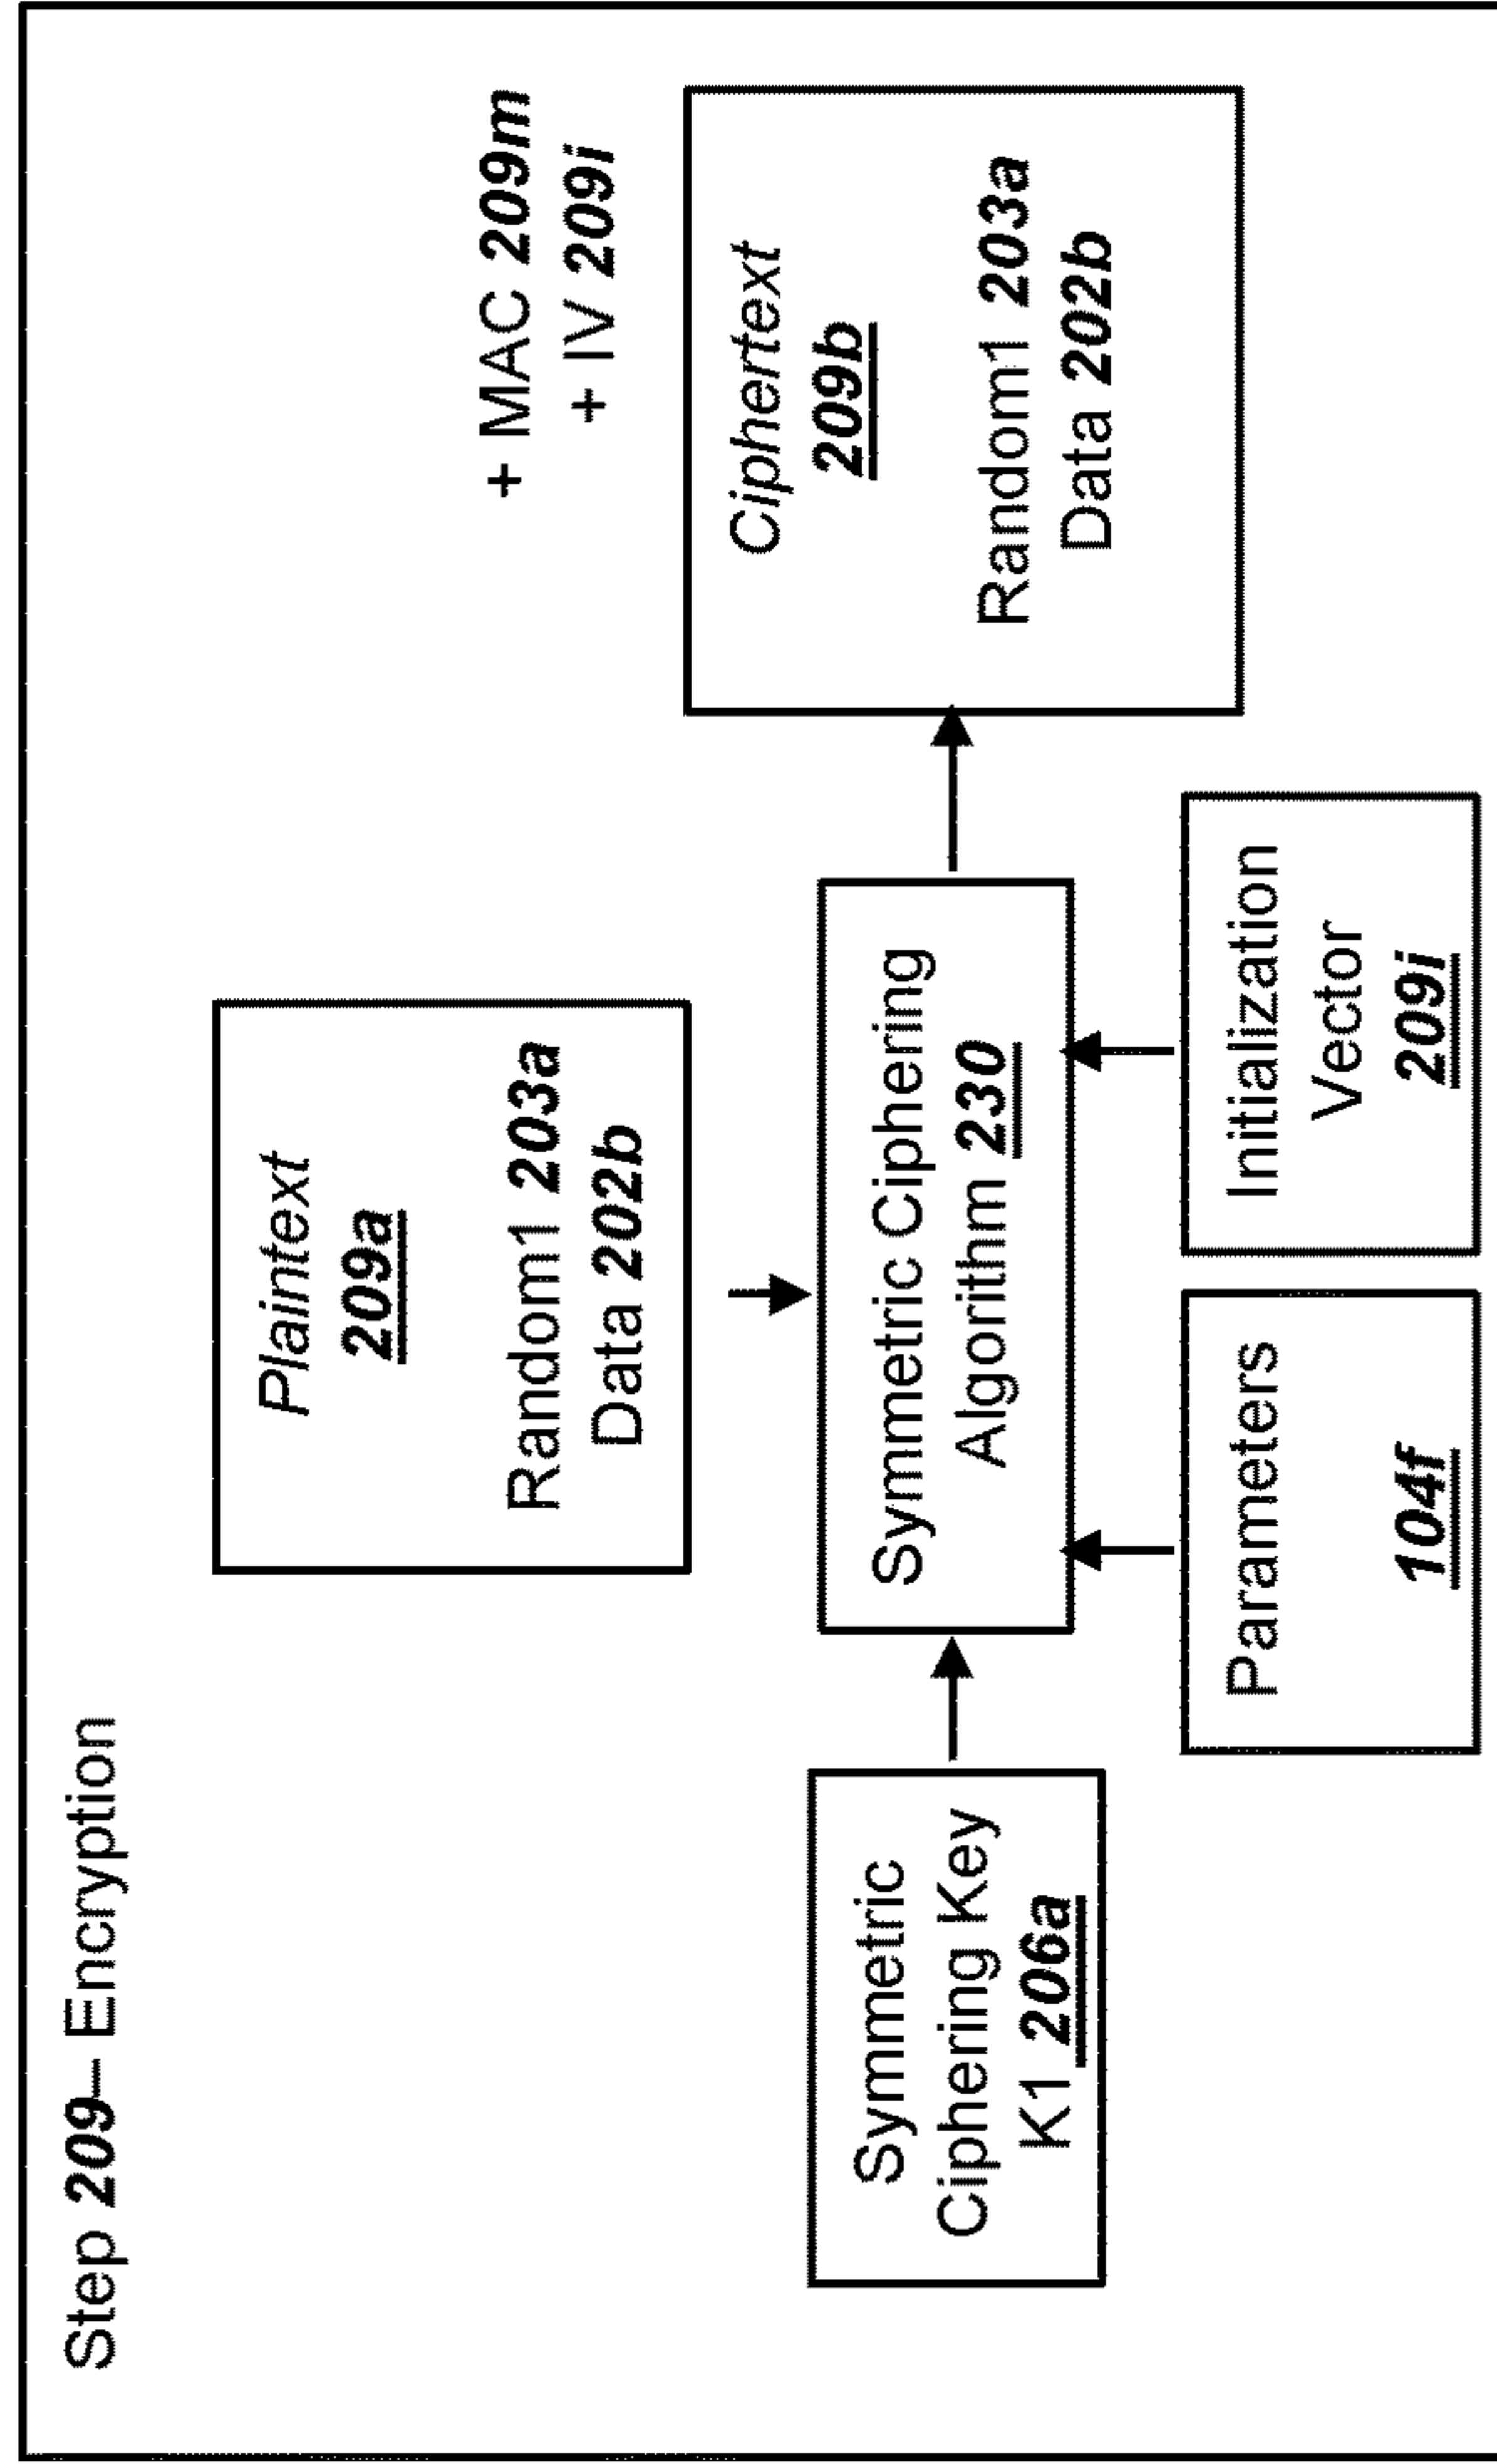 Step 209– Encryption
Plaintext
209a
Random1 203a
Data 202b
+ MAC 209m
+ IV 209i
Symmetric
Ciphering Key
K1 206a
Symmetric Ciphering
Algorithm 230
Ciphertext
209b
Random1 203a
Data 202b
Parameters
104f
Initialization
Vector
209i